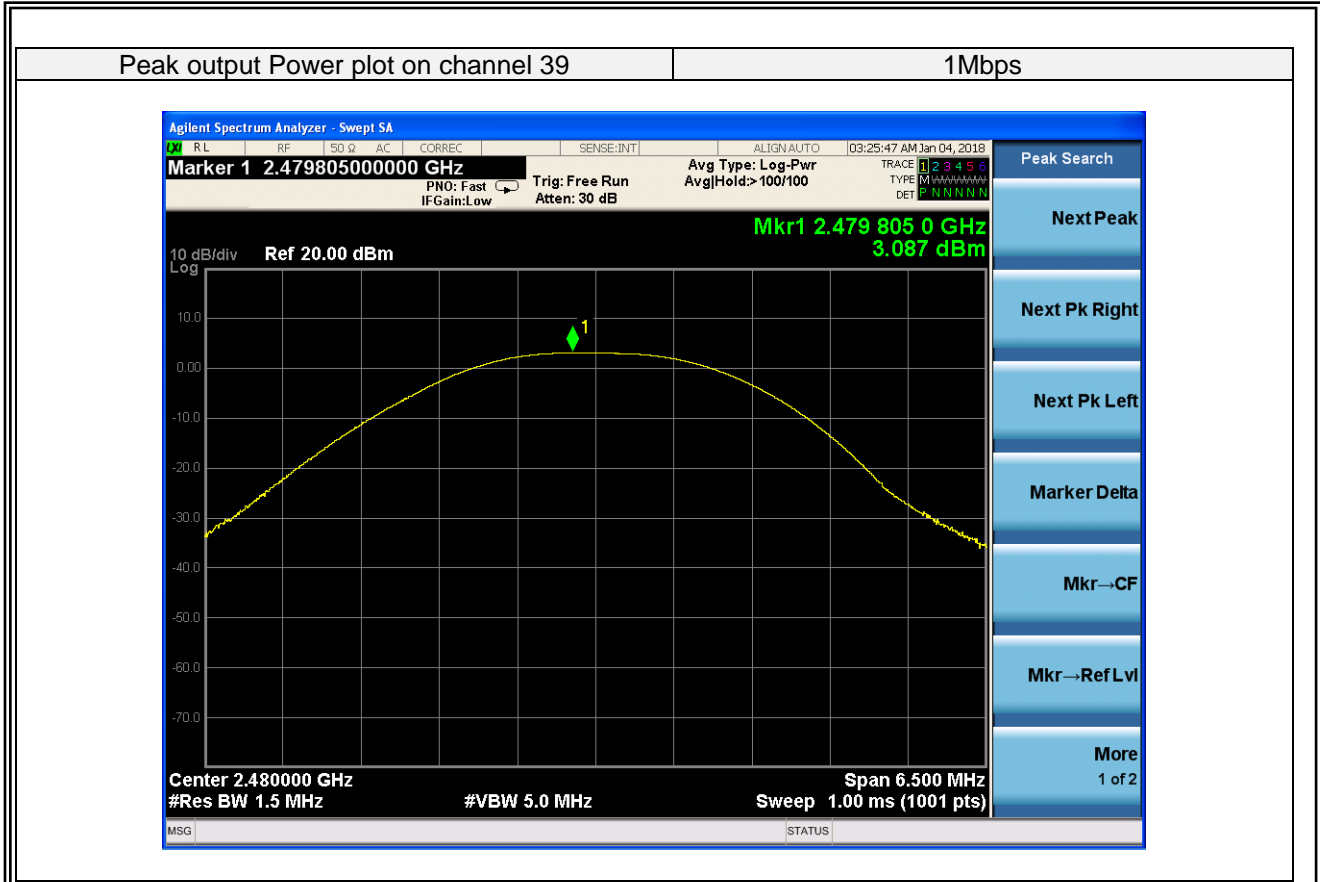 Peak output Power plot on channel 39 1Mbps
Agilent Spectrum Analyzer - Swept SA
LXI RL RF 50 Ω AC CORREC SENSE:INT ALIGN AUTO 03:25:47 AM Jan 04, 2018
Marker 1 2.479805000000 GHz
PNO: Fast
IFGain:Low
Trig: Free Run
Atten: 30 dB
Avg Type: Log-Pwr
Avg|Hold:>100/100
TRACE 1 2 3 4 5 6
TYPE MWWWWW
DET P N N N N N
Mkr1 2.479 805 0 GHz
3.087 dBm
10 dB/div Ref 20.00 dBm
Log
10.0
0.00
-10.0
-20.0
-30.0
-40.0
-50.0
-60.0
-70.0
1
Center 2.480000 GHz Span 6.500 MHz
#Res BW 1.5 MHz #VBW 5.0 MHz Sweep 1.00 ms (1001 pts)
MSG STATUS
Peak Search
Next Peak
Next Pk Right
Next Pk Left
Marker Delta
Mkr→CF
Mkr→Ref Lvl
More
1 of 2